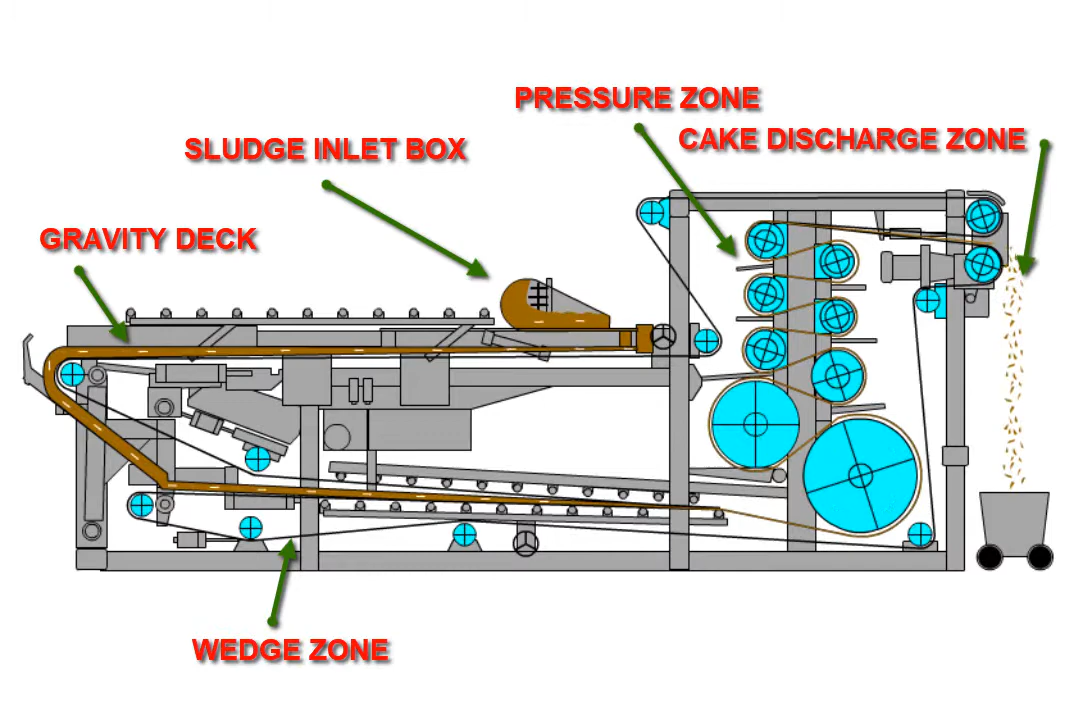 PRESSURE ZONE
CAKE DISCHARGE ZONE
SLUDGE INLET BOX
GRAVITY DECK
WEDGE ZONE